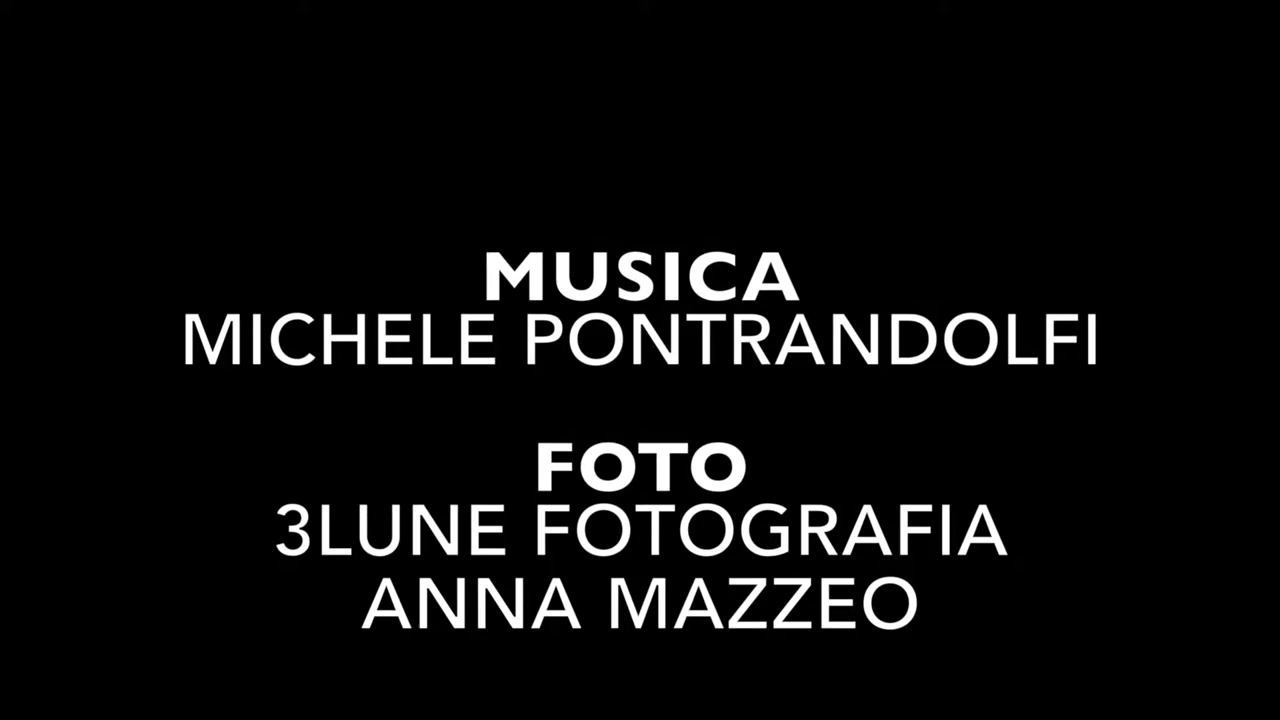 MUSICA
MICHELE PONTRANDOLFI
FOTO
3LUNE FOTOGRAFIA
ANNA MAZZEO